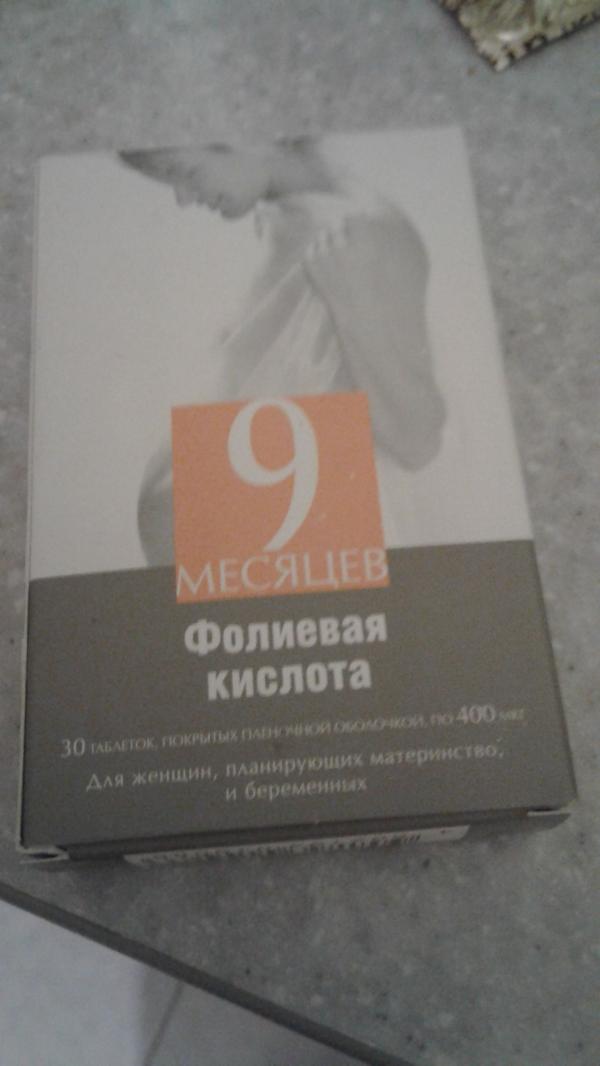 9
МЕСЯЦЕВ
Фолиевая
кислота
30 ТАБЛЕТОК, ПОКРЫТЫХ ПЛЕНОЧНОЙ ОБОЛОЧКОЙ, ПО 400 МКГ
Для женщин, планирующих материнство,
и беременных